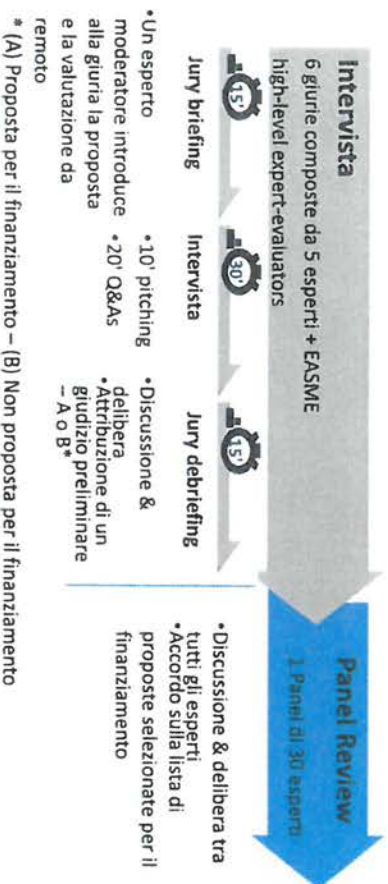 Intervista
6 giurie composte da 5 esperti + EASME
high-level expert-evaluators
Panel Review
1 Panel di 30 esperti
15'
30'
15'
Jury briefing
•Un esperto
moderatore introduce
alla giuria la proposta
e la valutazione da
remoto
Intervista
•10' pitching
•20' Q&As
Jury debriefing
•Discussione &
delibera
•Attribuzione di un
giudizio preliminare
– A o B*
•Discussione & delibera tra
tutti gli esperti
•Accordo sulla lista di
proposte selezionate per il
finanziamento
* (A) Proposta per il finanziamento – (B) Non proposta per il finanziamento